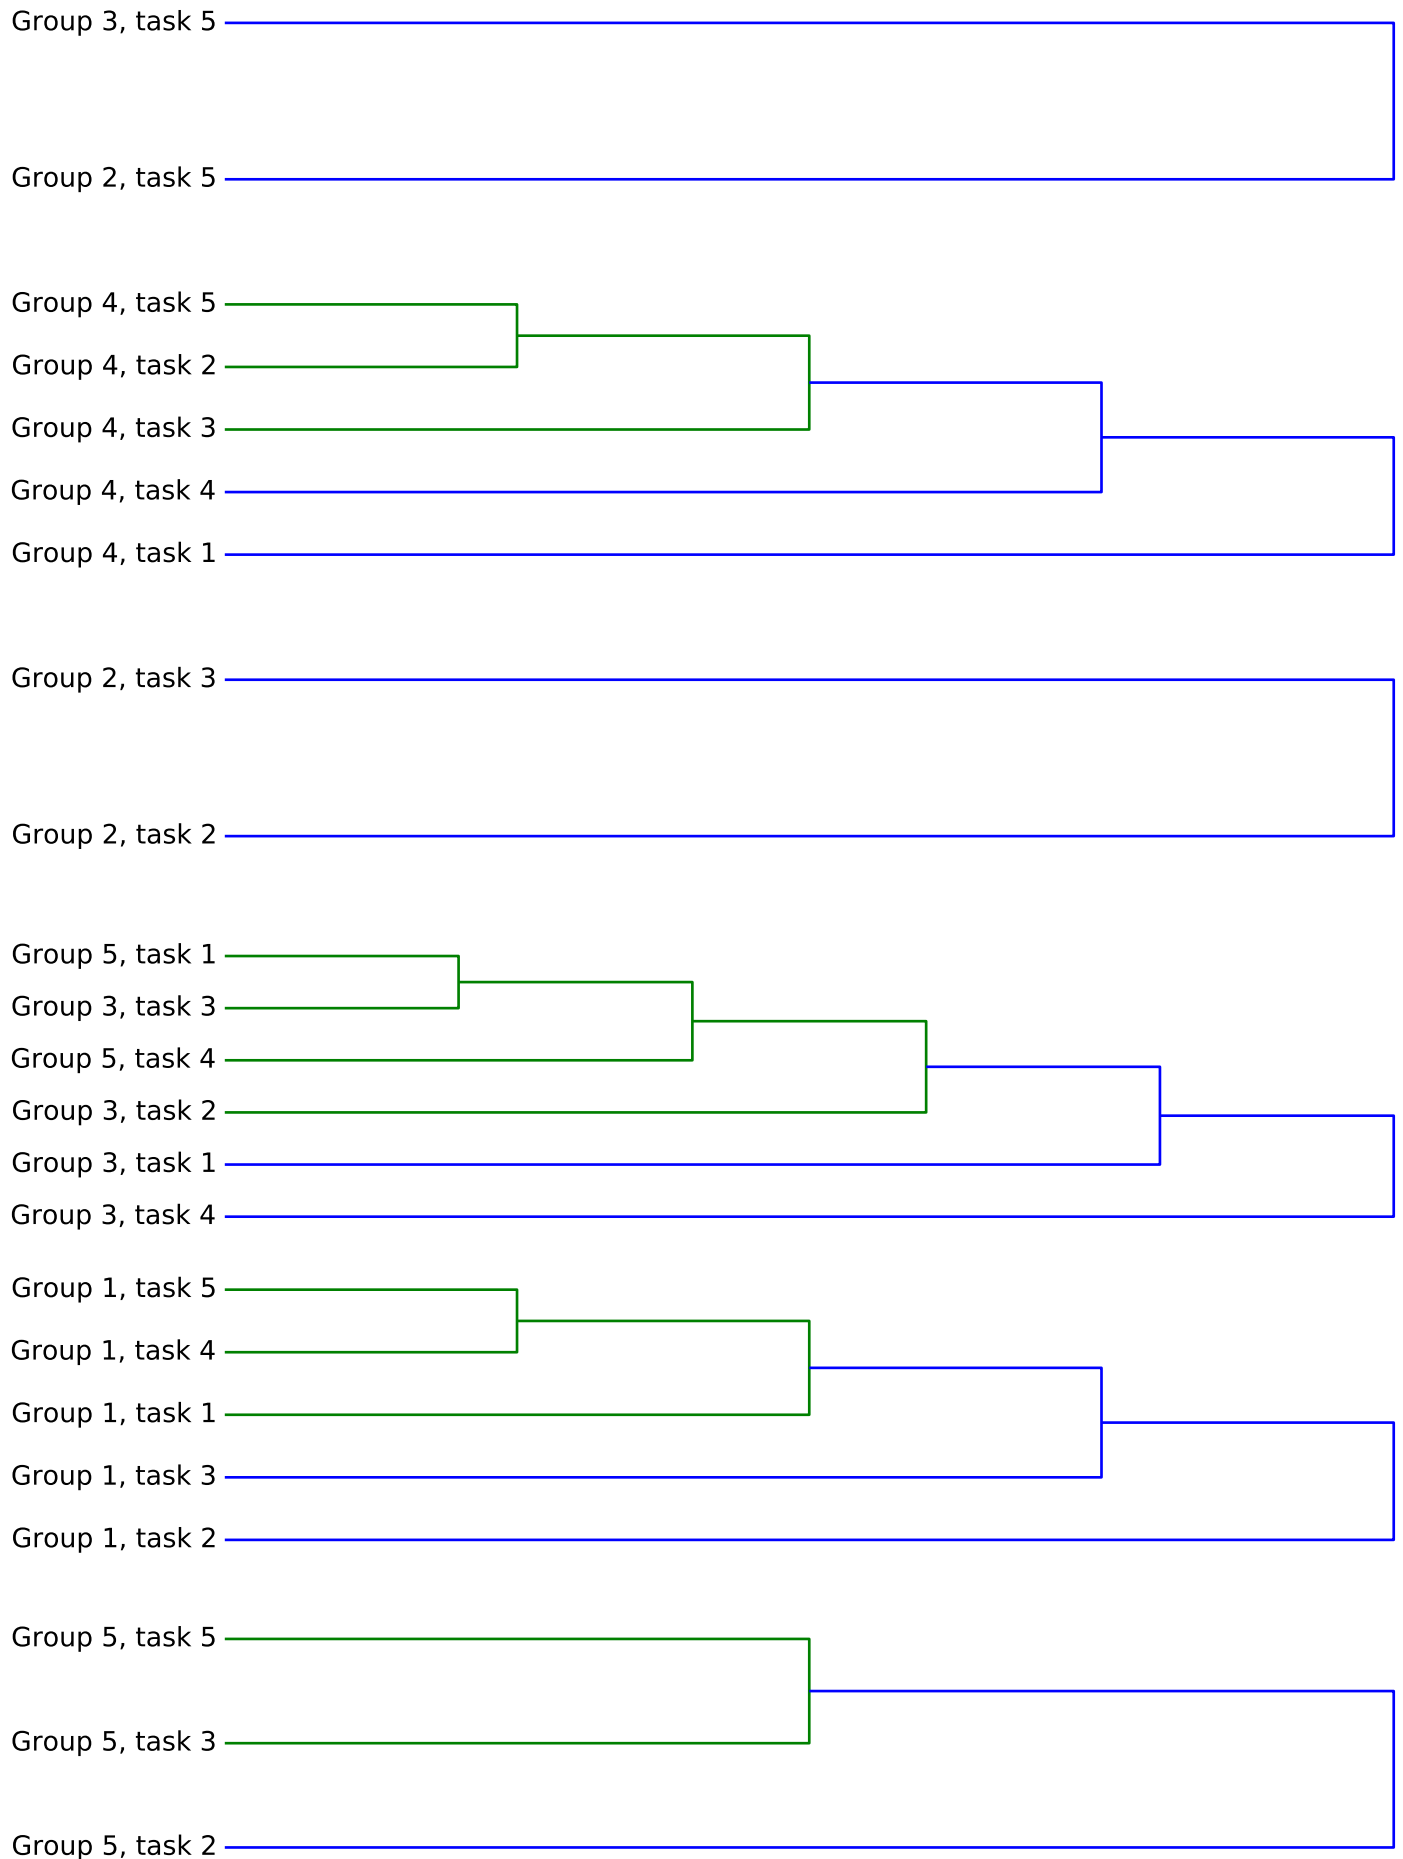 Group 3, task 5
Group 2, task 5
Group 4, task 5
Group 4, task 2
Group 4, task 3
Group 4, task 4
Group 4, task 1
Group 2, task 3
Group 2, task 2
Group 5, task 1
Group 3, task 3
Group 5, task 4
Group 3, task 2
Group 3, task 1
Group 3, task 4
Group 1, task 5
Group 1, task 4
Group 1, task 1
Group 1, task 3
Group 1, task 2
Group 5, task 5
Group 5, task 3
Group 5, task 2